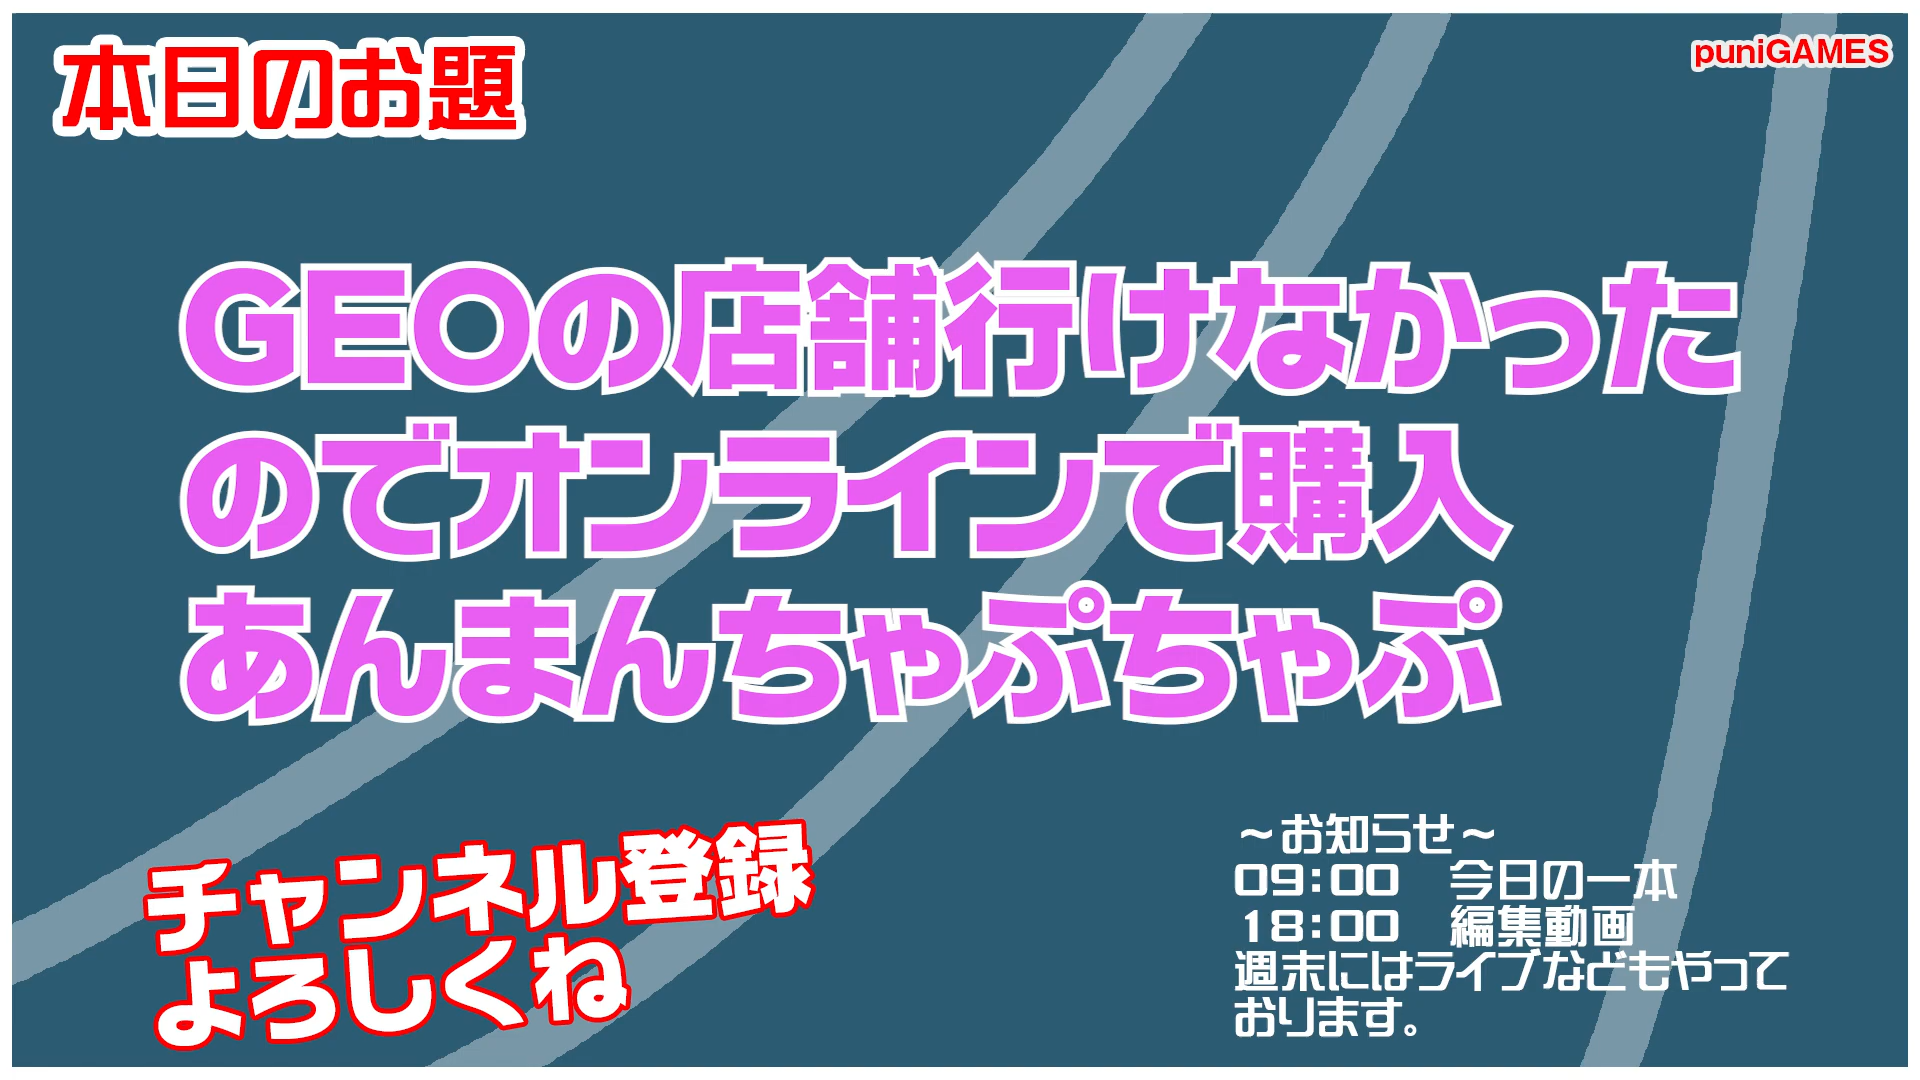 本日のお題
puniGAMES
GEOの店舗行けなかった
のでオンラインで購入
あんまんちゃぷちゃぷ
チャンネル登録
よろしくね
～お知らせ～
09:00 今日の一本
18:00 編集動画
週末にはライブなどもやって
おります。